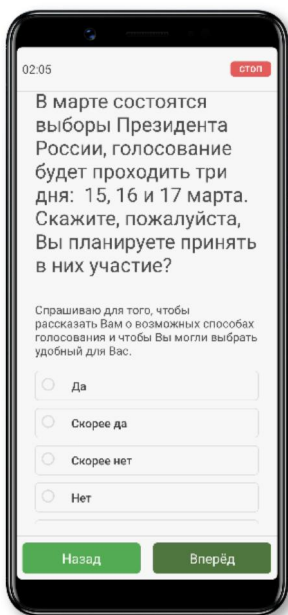 02:05
СТОП
В марте состоятся
выборы Президента
России, голосование
будет проходить три
дня: 15, 16 и 17 марта.
Скажите, пожалуйста,
Вы планируете принять
в них участие?
Спрашиваю для того, чтобы
рассказать Вам о возможных способах
голосования и чтобы Вы могли выбрать
удобный для Вас.
Да
Скорее да
Скорее нет
Нет
Назад
Вперёд